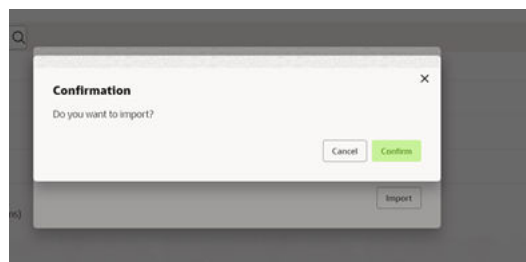 Confirmation
Do you want to import?
Cancel
Confirm
Import